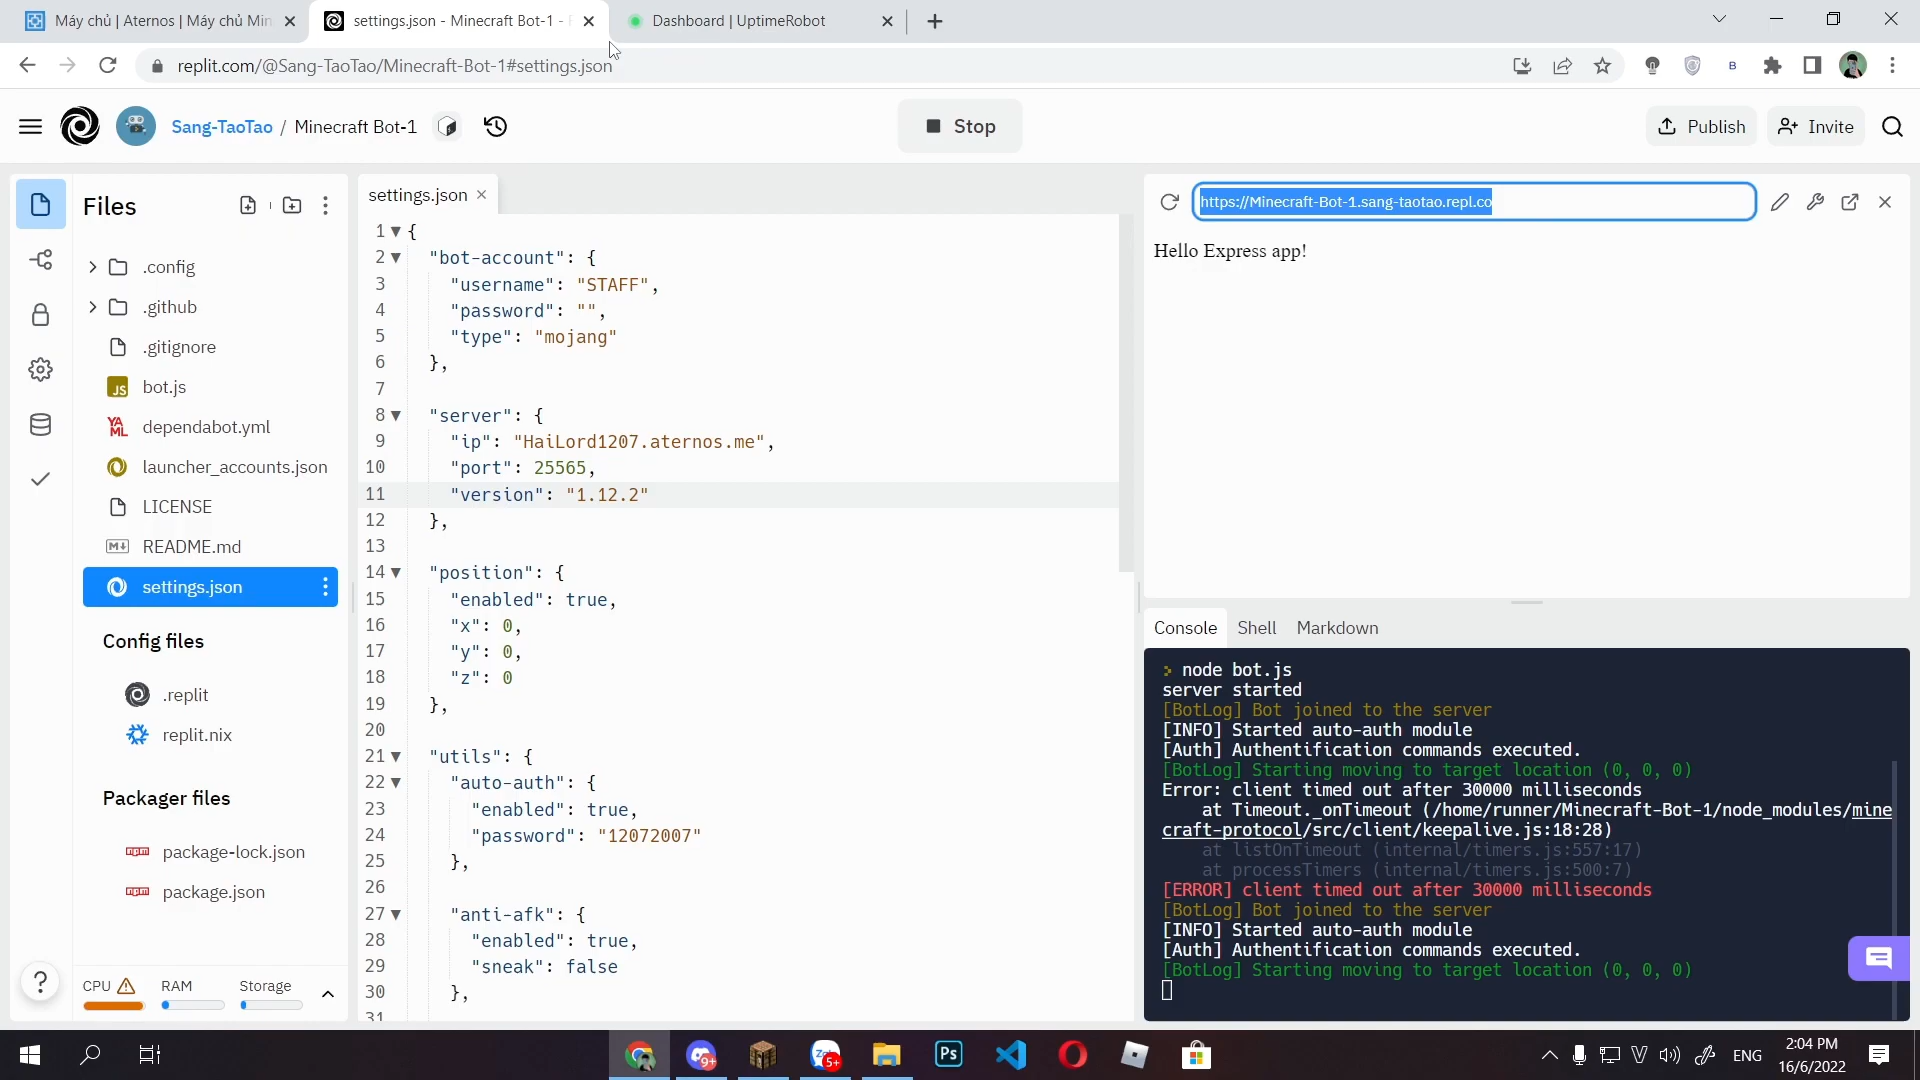 Máy chủ | Aternos | Máy chủ Min
settings.json - Minecraft Bot-1 -
Dashboard | UptimeRobot
replit.com/@Sang-TaoTao/Minecraft-Bot-1#settings.json
B
Sang-TaoTao / Minecraft Bot-1
Stop
Publish
Invite
Files
.config
.github
.gitignore
JS bot.js
YAML dependabot.yml
launcher_accounts.json
LICENSE
README.md
settings.json
Config files
.replit
replit.nix
Packager files
package-lock.json
package.json
CPU
RAM
Storage
?
settings.json
1 {
2 "bot-account": {
3 "username": "STAFF",
4 "password": "",
5 "type": "mojang"
6 },
7
8 "server": {
9 "ip": "HaiLord1207.aternos.me",
10 "port": 25565,
11 "version": "1.12.2"
12 },
13
14 "position": {
15 "enabled": true,
16 "x": 0,
17 "y": 0,
18 "z": 0
19 },
20
21 "utils": {
22 "auto-auth": {
23 "enabled": true,
24 "password": "12072007"
25 },
26
27 "anti-afk": {
28 "enabled": true,
29 "sneak": false
30 },
31
https://Minecraft-Bot-1.sang-taotao.repl.co
Hello Express app!
Console
Shell
Markdown
node bot.js
server started
[BotLog] Bot joined to the server
[INFO] Started auto-auth module
[Auth] Authentification commands executed.
[BotLog] Starting moving to target location (0, 0, 0)
Error: client timed out after 30000 milliseconds
at Timeout._onTimeout (/home/runner/Minecraft-Bot-1/node_modules/mine
craft-protocol/src/client/keepalive.js:18:28)
at listOnTimeout (internal/timers.js:557:17)
at processTimers (internal/timers.js:500:7)
[ERROR] client timed out after 30000 milliseconds
[BotLog] Bot joined to the server
[INFO] Started auto-auth module
[Auth] Authentification commands executed.
[BotLog] Starting moving to target location (0, 0, 0)
9+
5+
Ps
V
ENG
2:04 PM
16/6/2022